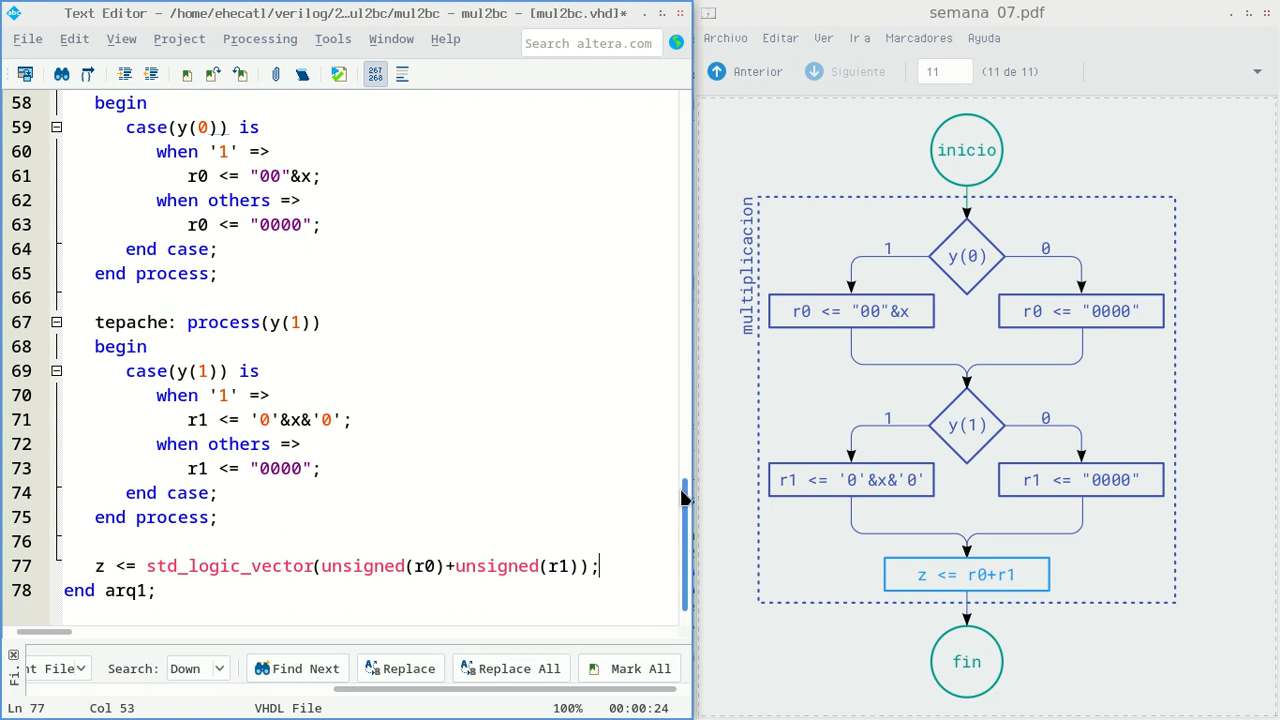 Text Editor – /home/ehecatl/verilog/2...ul2bc/mul2bc – mul2bc – [mul2bc.vhd]*
File Edit View Project Processing Tools Window Help
Search altera.com
267
268
58 begin
59 case(y(0)) is
60 when '1' =>
61 r0 <= "00"&x;
62 when others =>
63 r0 <= "0000";
64 end case;
65 end process;
66
67 tepache: process(y(1))
68 begin
69 case(y(1)) is
70 when '1' =>
71 r1 <= '0'&x&'0';
72 when others =>
73 r1 <= "0000";
74 end case;
75 end process;
76
77 z <= std_logic_vector(unsigned(r0)+unsigned(r1));
78 end arq1;
Fi..
nt File Search: Down Find Next Replace Replace All Mark All
Ln 77 Col 53 VHDL File 100% 00:00:24
semana_07.pdf
Archivo Editar Ver Ir a Marcadores Ayuda
Anterior Siguiente 11 (11 de 11)
inicio
multiplicacion
y(0)
1 0
r0 <= "00"&x r0 <= "0000"
y(1)
1 0
r1 <= '0'&x&'0' r1 <= "0000"
z <= r0+r1
fin